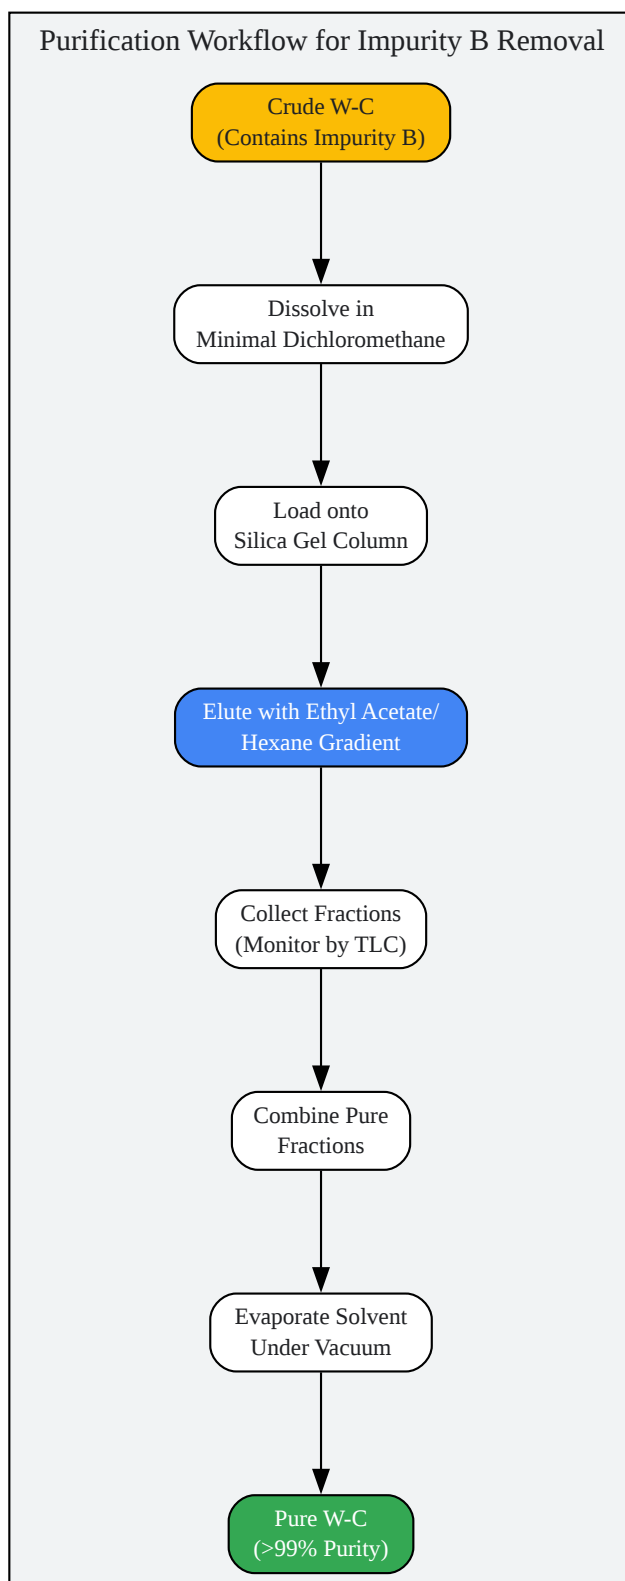 Purification Workflow for Impurity B Removal
Crude W-C
(Contains Impurity B)
Dissolve in
Minimal Dichloromethane
Load onto
Silica Gel Column
Elute with Ethyl Acetate/
Hexane Gradient
Collect Fractions
(Monitor by TLC)
Combine Pure
Fractions
Evaporate Solvent
Under Vacuum
Pure W-C
(>99% Purity)